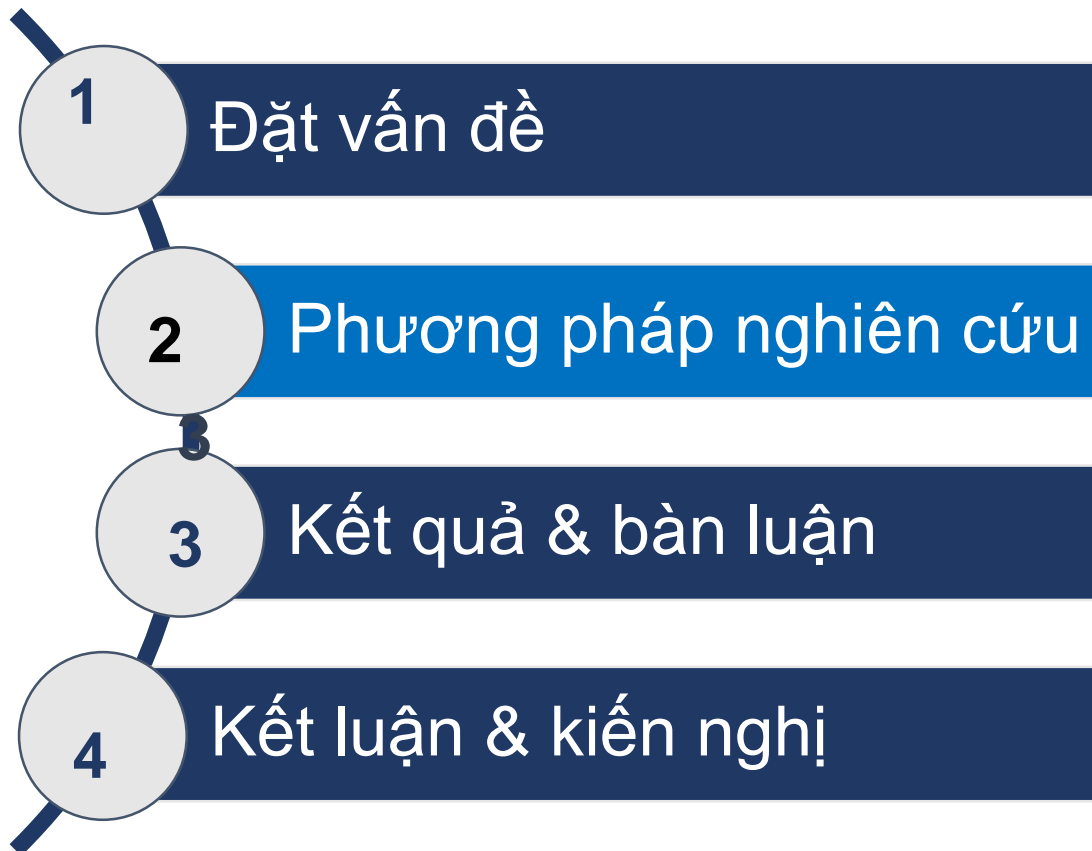 1
Đặt vấn đề
2
Phương pháp nghiên cứu
3
3
Kết quả & bàn luận
4
Kết luận & kiến nghị